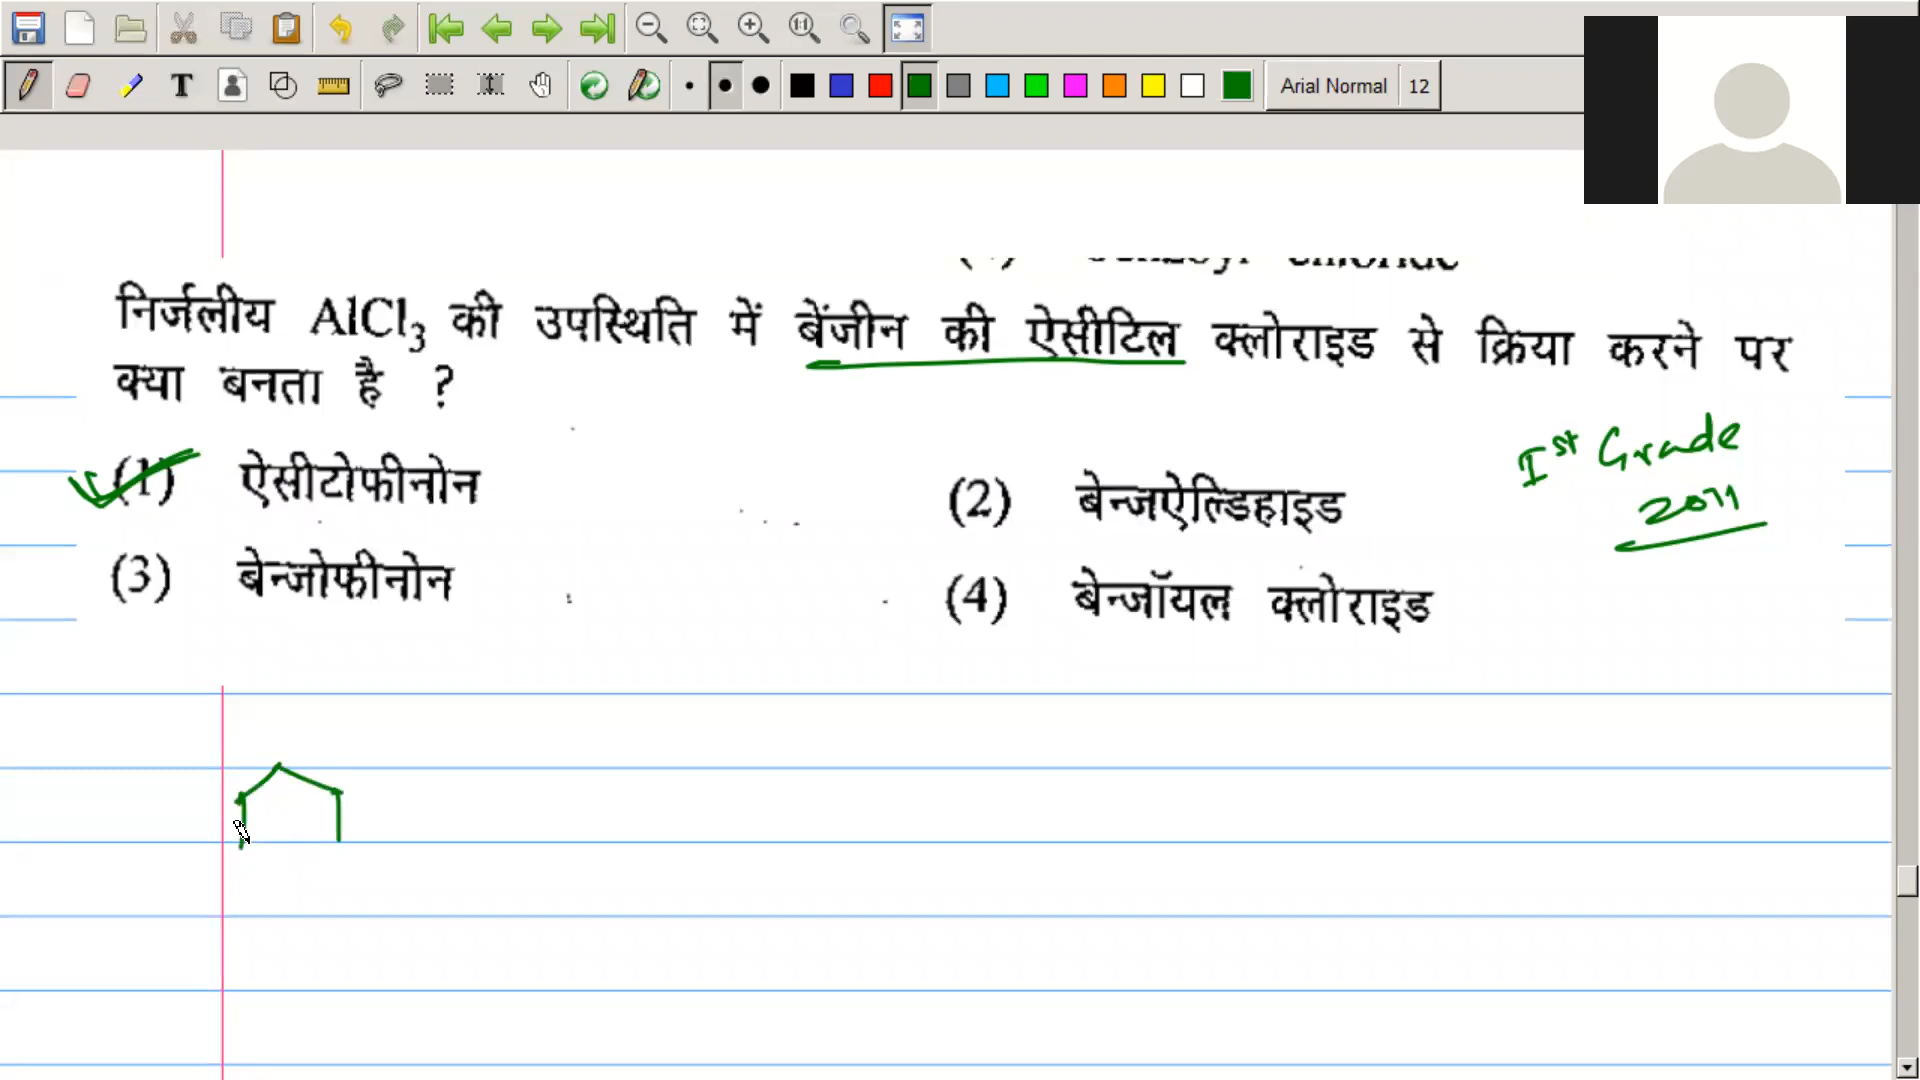 Arial Normal 12
निर्जलीय AlCl₃ की उपस्थिति में बेंजीन की ऐसीटिल क्लोराइड से क्रिया करने पर
क्या बनता है ?
(1) ऐसीटोफीनोन
(2) बेन्जऐल्डिहाइड
(3) बेन्जोफीनोन
(4) बेन्जॉयल क्लोराइड
Ist Grade
2011